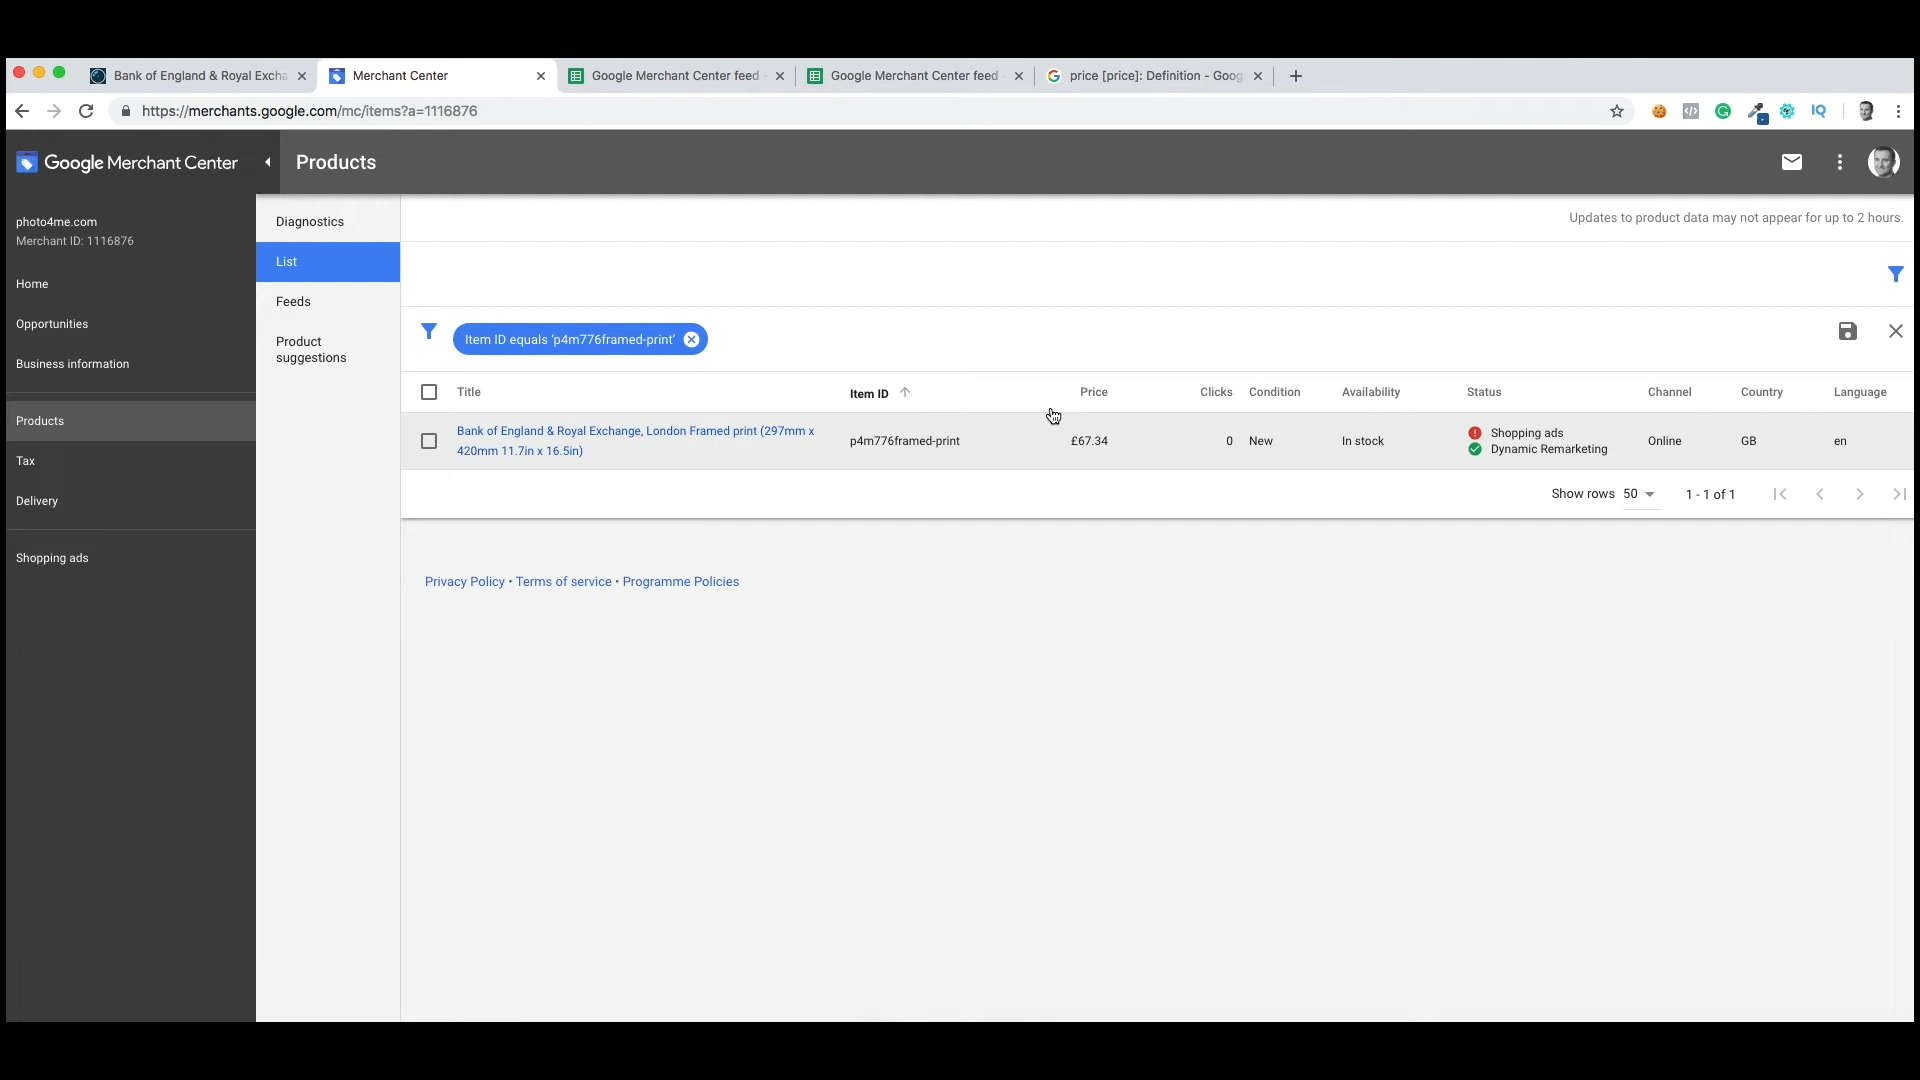 Bank of England & Royal Excha
Merchant Center
Google Merchant Center feed -
Google Merchant Center feed -
price [price]: Definition - Goog
https://merchants.google.com/mc/items?a=1116876
IQ
Google Merchant Center
Products
photo4me.com
Merchant ID: 1116876
Home
Opportunities
Business information
Products
Tax
Delivery
Shopping ads
Diagnostics
List
Feeds
Product
suggestions
Updates to product data may not appear for up to 2 hours.
Item ID equals 'p4m776framed-print'
Title Item ID Price Clicks Condition Availability Status Channel Country Language
Bank of England & Royal Exchange, London Framed print (297mm x
420mm 11.7in x 16.5in)
p4m776framed-print £67.34 0 New In stock
Shopping ads
Dynamic Remarketing
Online GB en
Show rows 50 1 - 1 of 1
Privacy Policy • Terms of service • Programme Policies